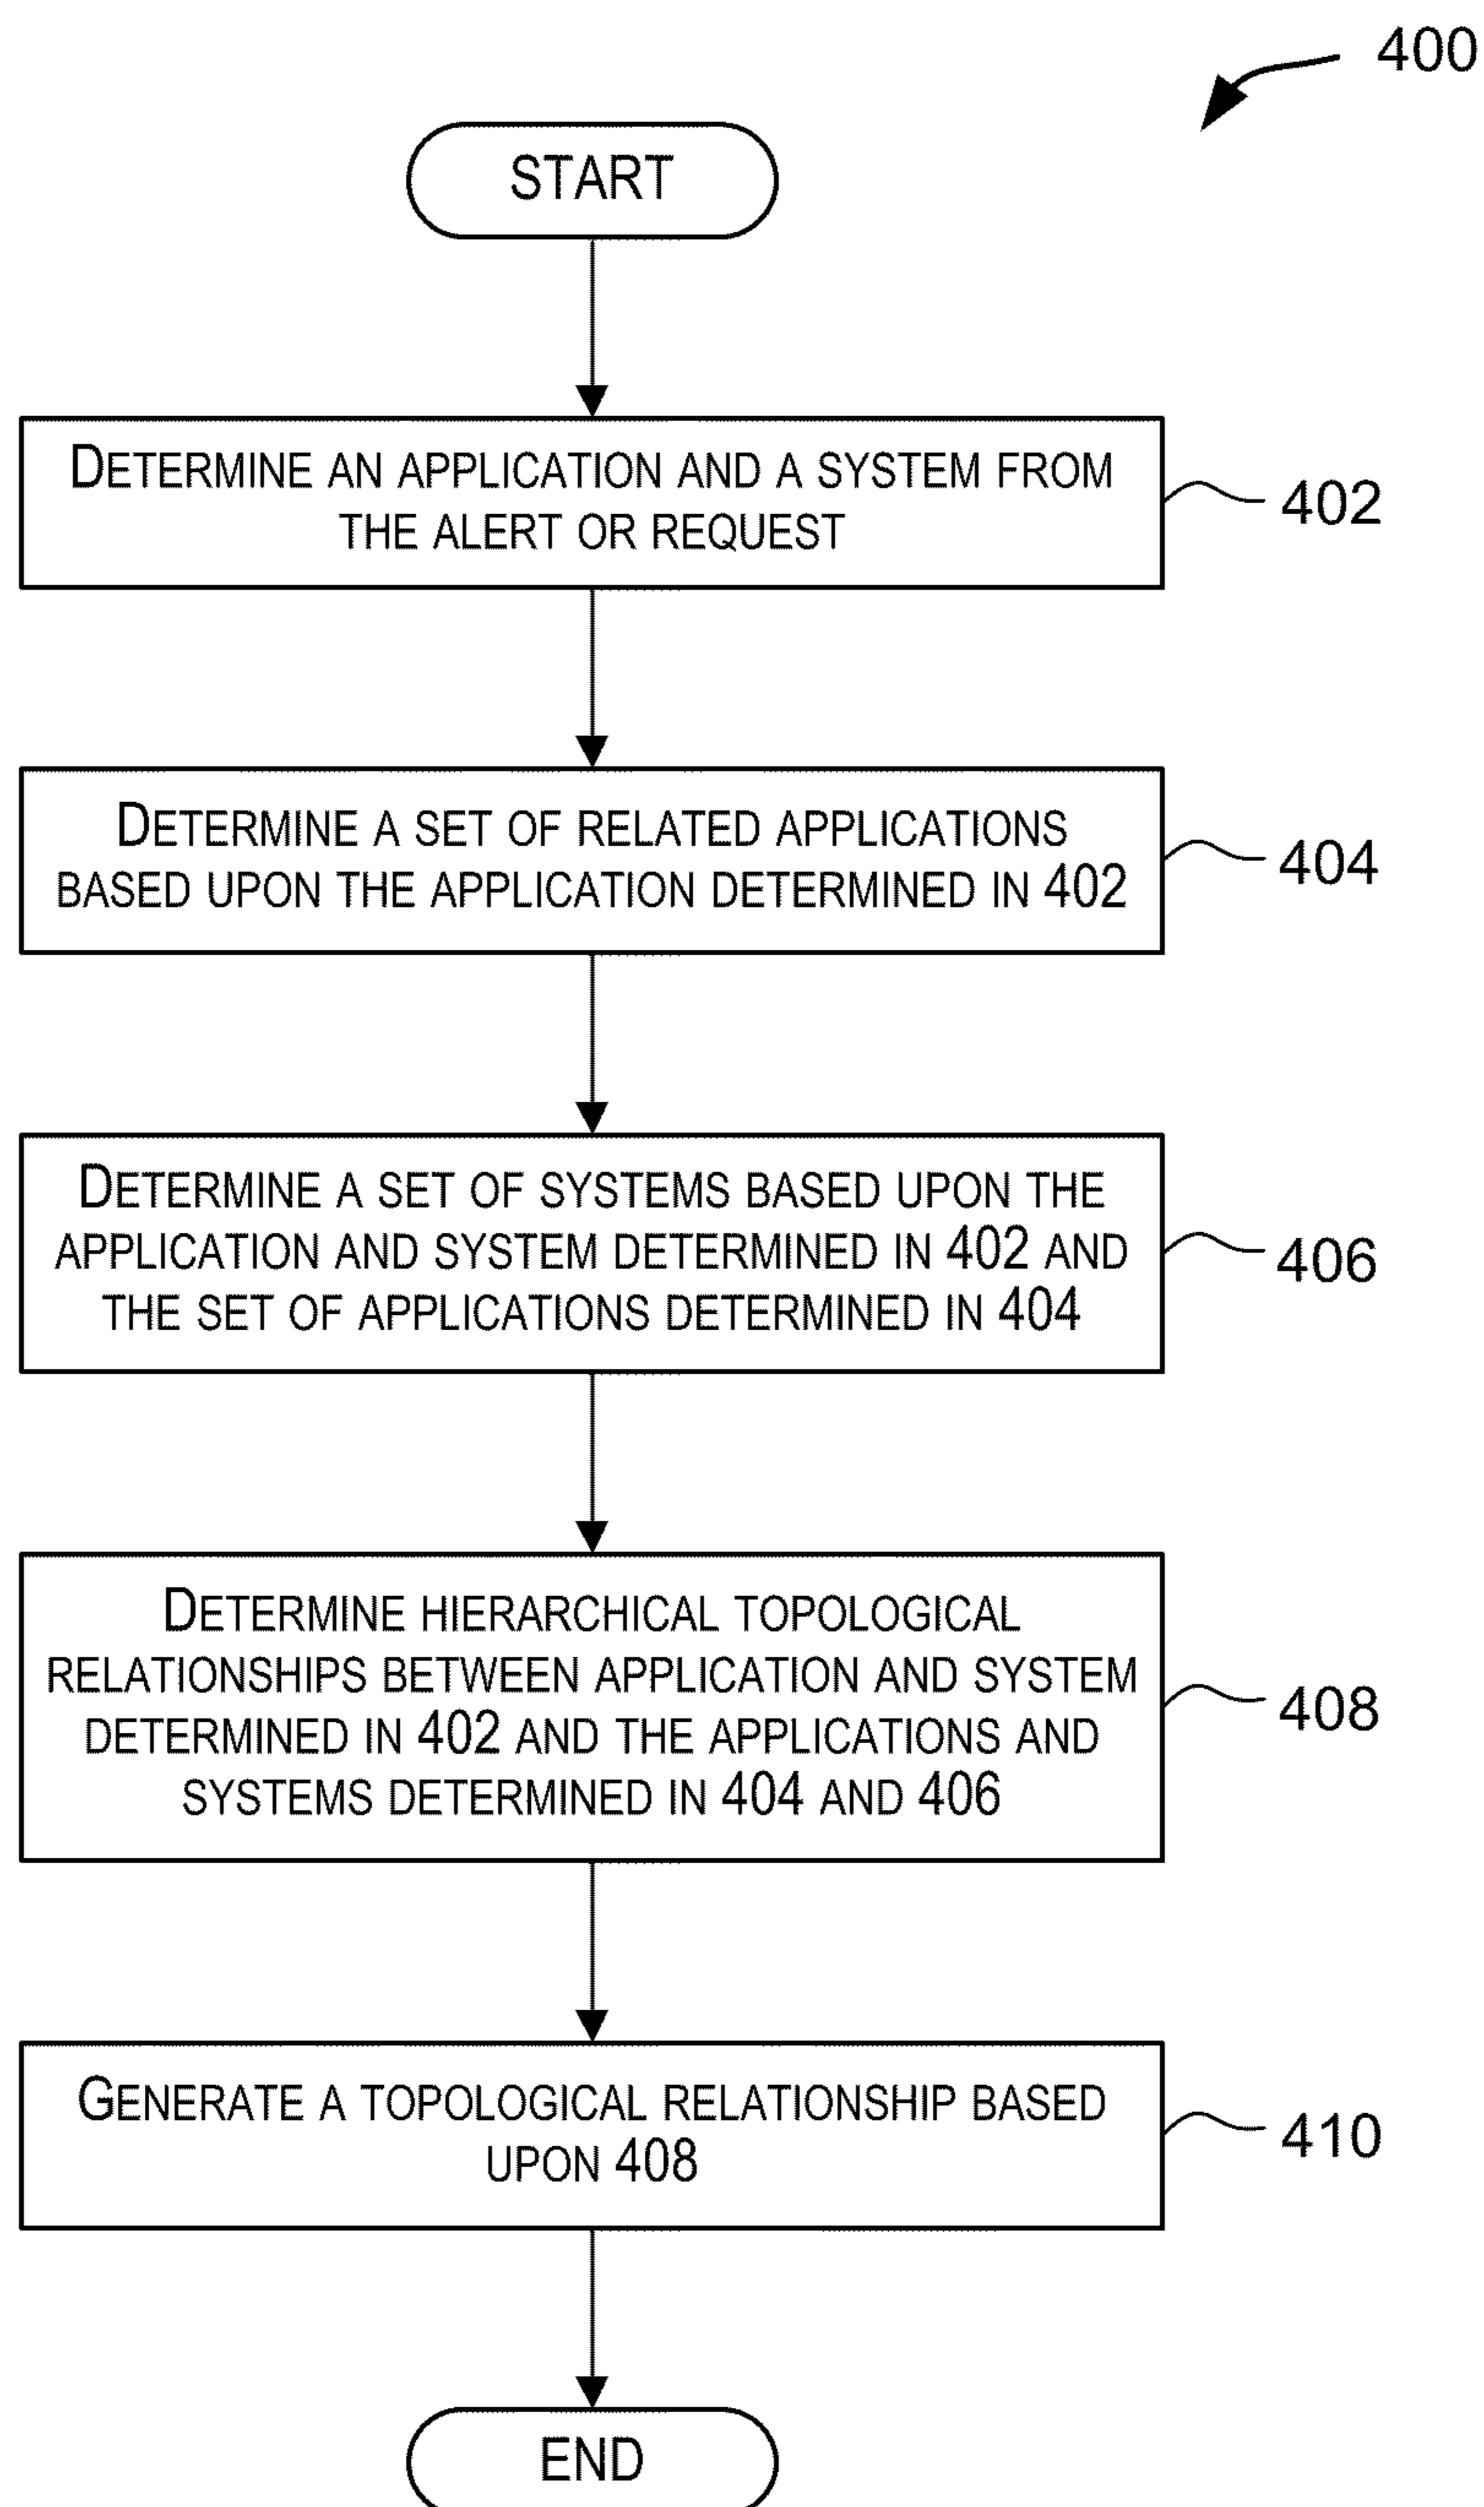 400
START
DETERMINE AN APPLICATION AND A SYSTEM FROM
THE ALERT OR REQUEST
402
DETERMINE A SET OF RELATED APPLICATIONS
BASED UPON THE APPLICATION DETERMINED IN 402
404
DETERMINE A SET OF SYSTEMS BASED UPON THE
APPLICATION AND SYSTEM DETERMINED IN 402 AND
THE SET OF APPLICATIONS DETERMINED IN 404
406
DETERMINE HIERARCHICAL TOPOLOGICAL
RELATIONSHIPS BETWEEN APPLICATION AND SYSTEM
DETERMINED IN 402 AND THE APPLICATIONS AND
SYSTEMS DETERMINED IN 404 AND 406
408
GENERATE A TOPOLOGICAL RELATIONSHIP BASED
UPON 408
410
END